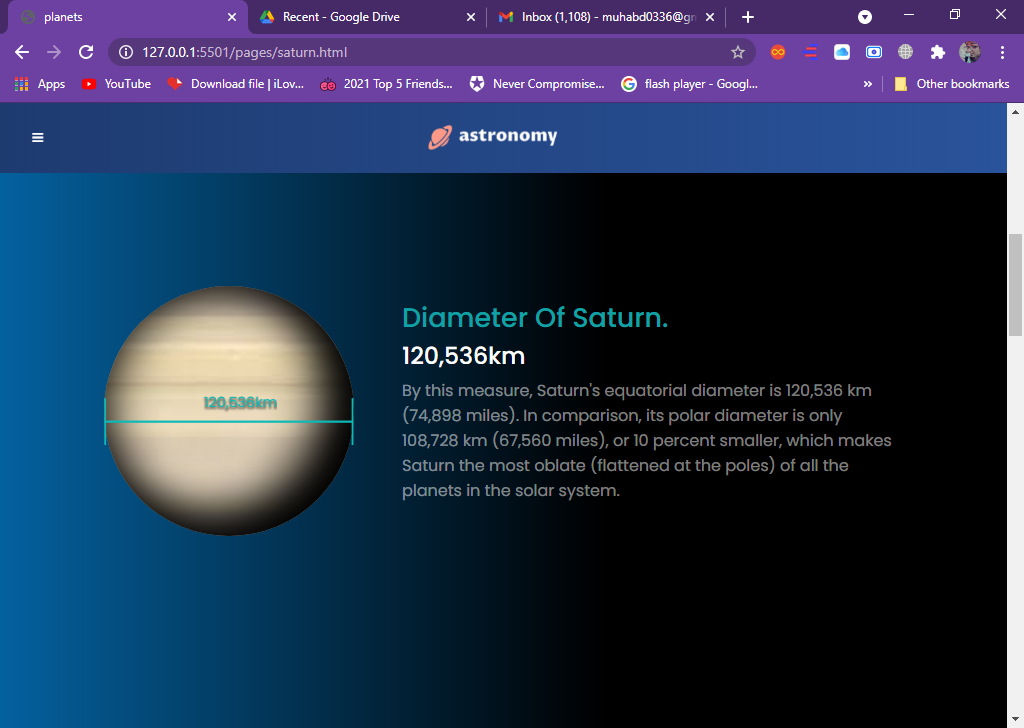 planets
Recent - Google Drive
Inbox (1,108) - muhabd0336@gm
127.0.0.1:5501/pages/saturn.html
Apps
YouTube
Download file | iLov...
2021 Top 5 Friends...
Never Compromise...
flash player - Googl...
»
Other bookmarks
astronomy
Diameter Of Saturn.
120,536km
120,536km
By this measure, Saturn's equatorial diameter is 120,536 km
(74,898 miles). In comparison, its polar diameter is only
108,728 km (67,560 miles), or 10 percent smaller, which makes
Saturn the most oblate (flattened at the poles) of all the
planets in the solar system.